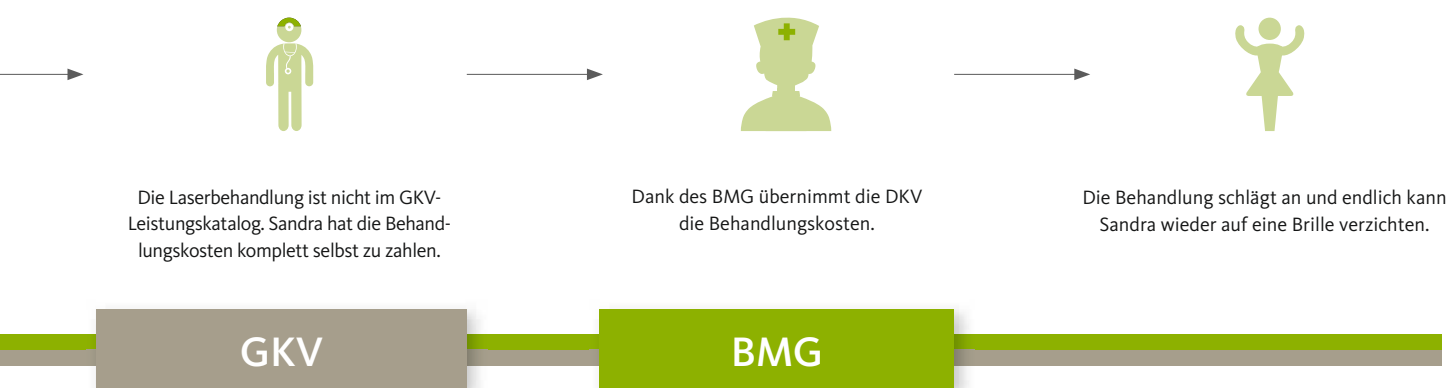 Die Laserbehandlung ist nicht im GKV-
Leistungskatalog. Sandra hat die Behand-
lungskosten komplett selbst zu zahlen.
Dank des BMG übernimmt die DKV
die Behandlungskosten.
Die Behandlung schlägt an und endlich kann
Sandra wieder auf eine Brille verzichten.
GKV
BMG